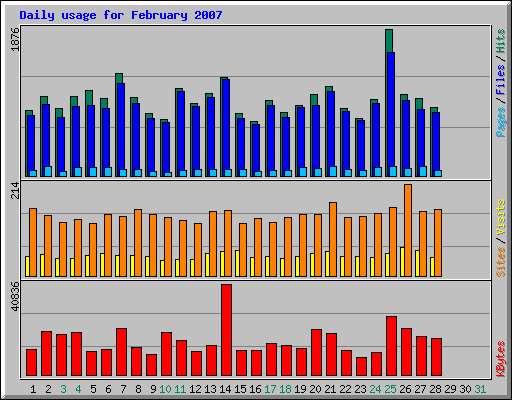 Daily usage for February 2007
1876
Pages/Files/Hits
214
Sites/Visits
40836
KBytes
1 2 3 4 5 6 7 8 9 10 11 12 13 14 15 16 17 18 19 20 21 22 23 24 25 26 27 28 29 30 31